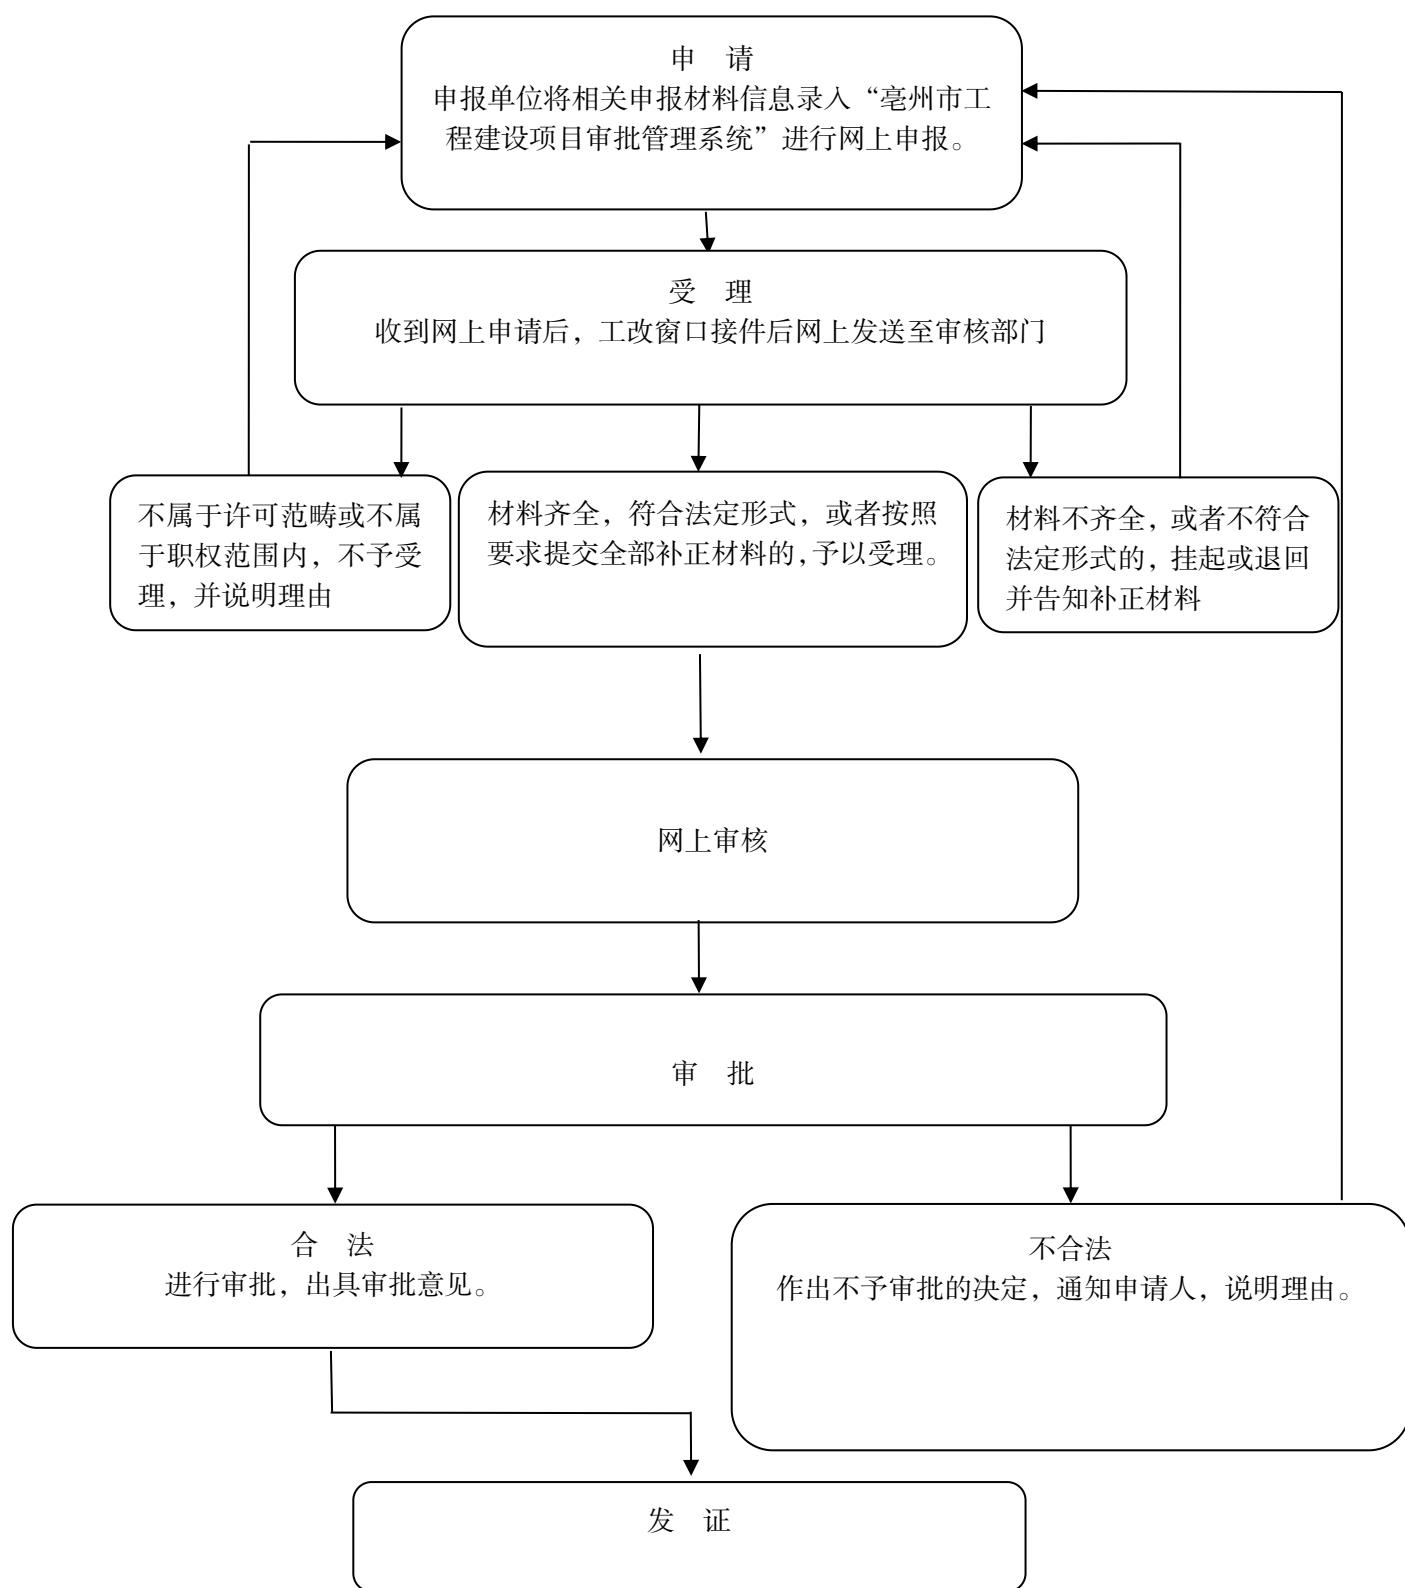 申 请
申报单位将相关申报材料信息录入“亳州市工
程建设项目审批管理系统”进行网上申报。
受 理
收到网上申请后，工改窗口接件后网上发送至审核部门
不属于许可范畴或不属
于职权范围内，不予受
理，并说明理由
材料齐全，符合法定形式，或者按照
要求提交全部补正材料的，予以受理。
材料不齐全，或者不符合
法定形式的，挂起或退回
并告知补正材料
网上审核
审 批
合 法
进行审批，出具审批意见。
不合法
作出不予审批的决定，通知申请人，说明理由。
发 证